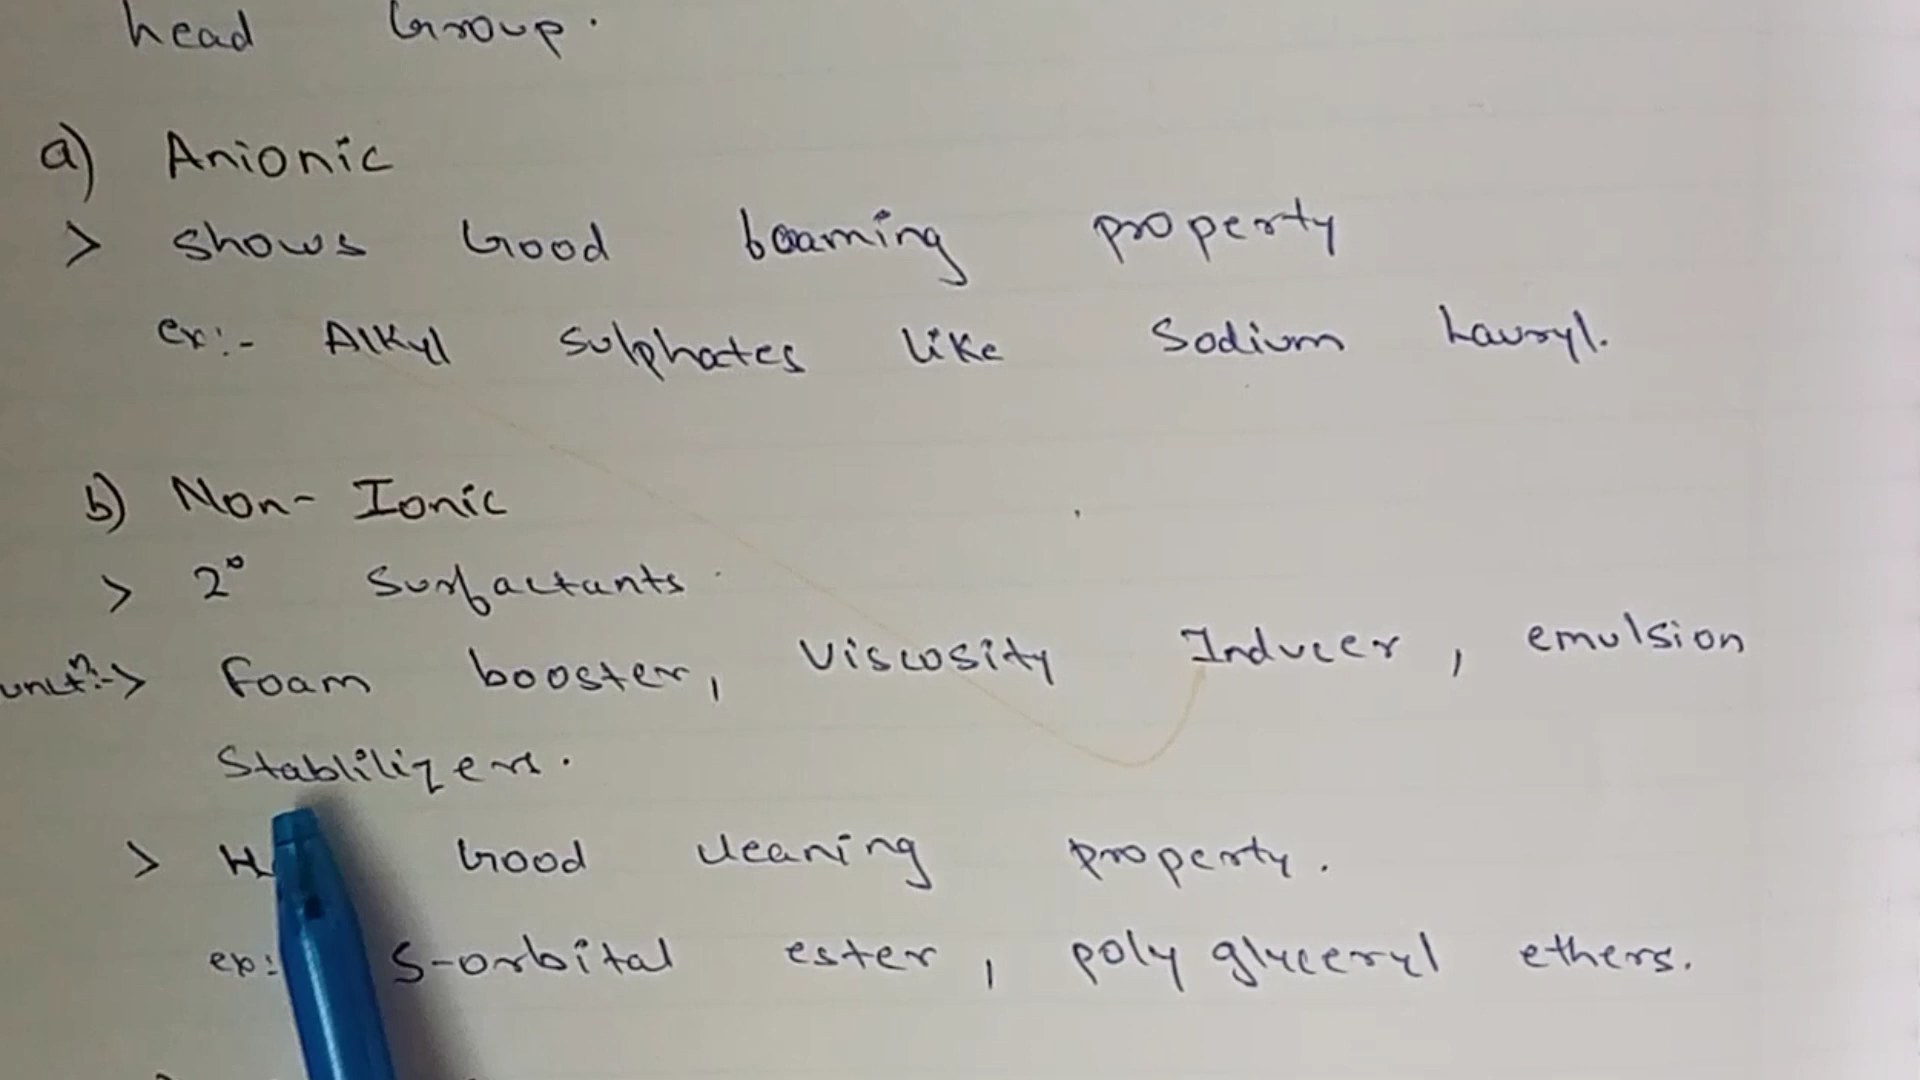 head Group.
a) Anionic
> shows Good foaming property
ex:- Alkyl sulphates like Sodium Lauryl.
b) Non-Ionic
> 2° Surfactants
> Foam booster, Viscosity Inducer, emulsion
Stablilizers.
> Good cleaning property.
ex: S-orbital ester, poly glyceryl ethers.